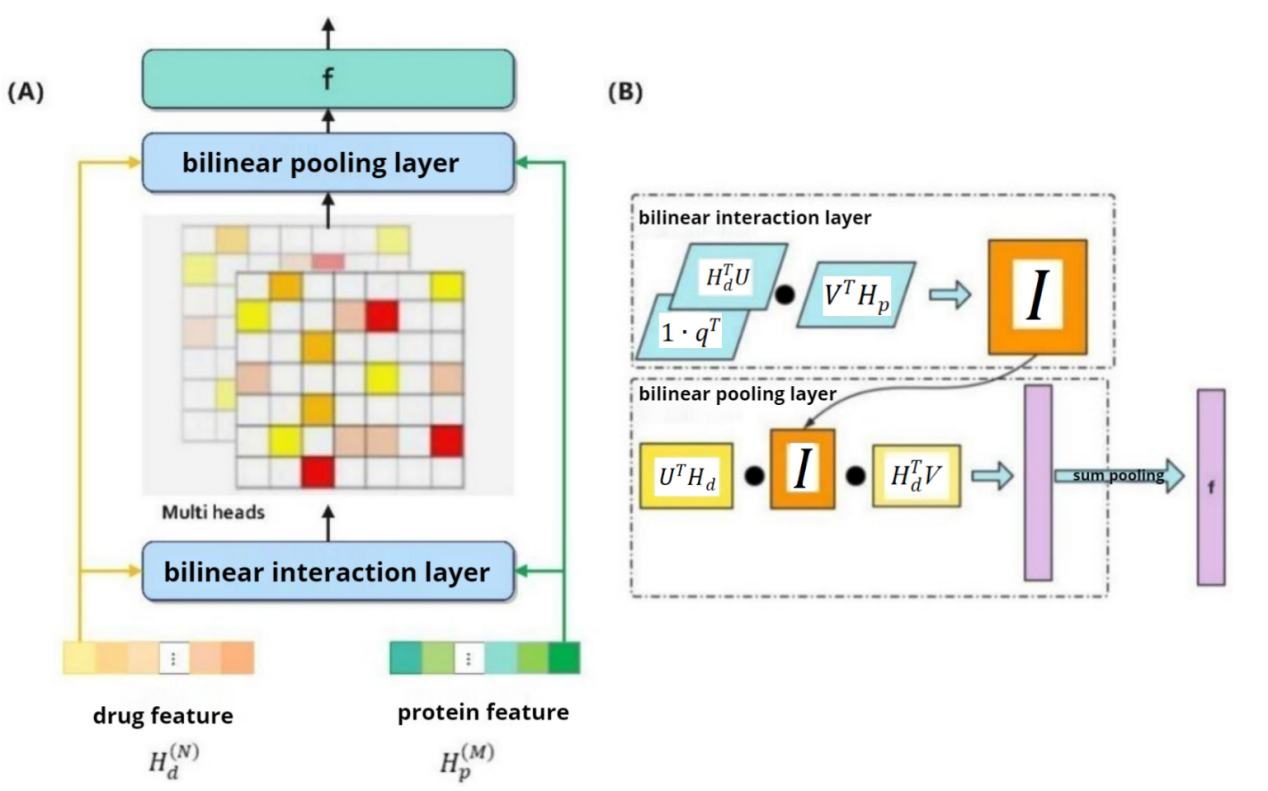 (A)
f
bilinear pooling layer
Multi heads
bilinear interaction layer
⋮
⋮
drug feature
protein feature
H_d^{(N)}
H_p^{(M)}
(B)
bilinear interaction layer
H_d^T U
1 · q^T
V^T H_p
I
bilinear pooling layer
U^T H_d
I
H_d^T V
sum pooling
f